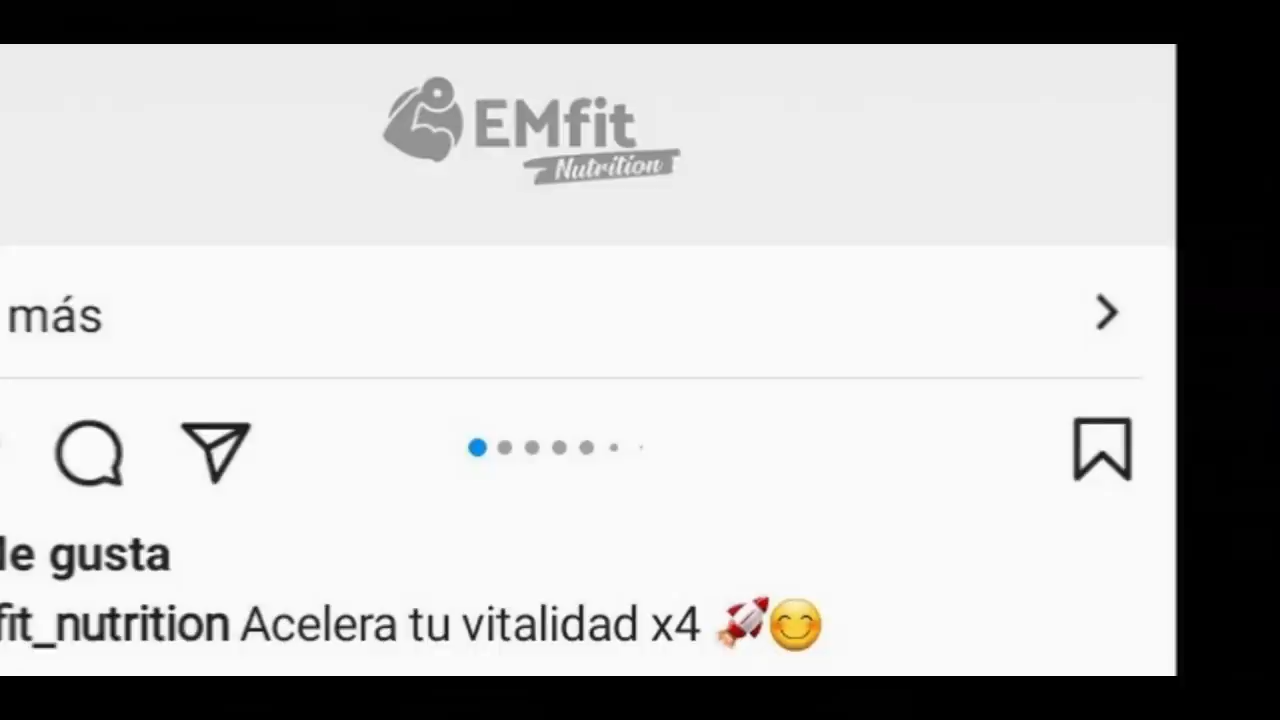 EMfit
Nutrition
más
le gusta
fit_nutrition Acelera tu vitalidad x4 🚀😊